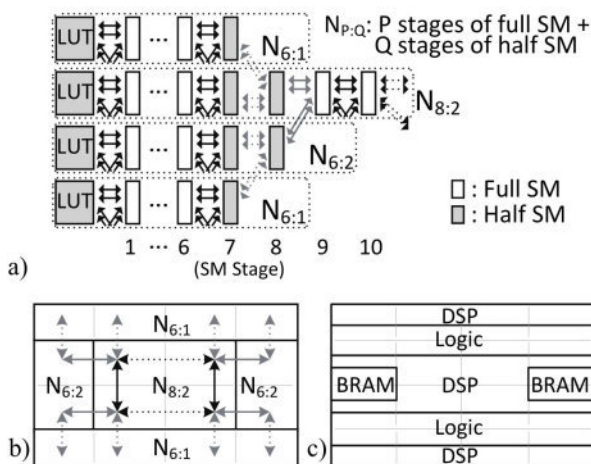 LUT ... N6:1
NP:Q: P stages of full SM +
Q stages of half SM
LUT ... N8:2
LUT ... N6:2
LUT ... N6:1
: Full SM
: Half SM
1 ... 6 7 8 9 10
(SM Stage)
a)
N6:1
N6:2 N8:2 N6:2
N6:1
b)
DSP
Logic
BRAM DSP BRAM
Logic
DSP
c)